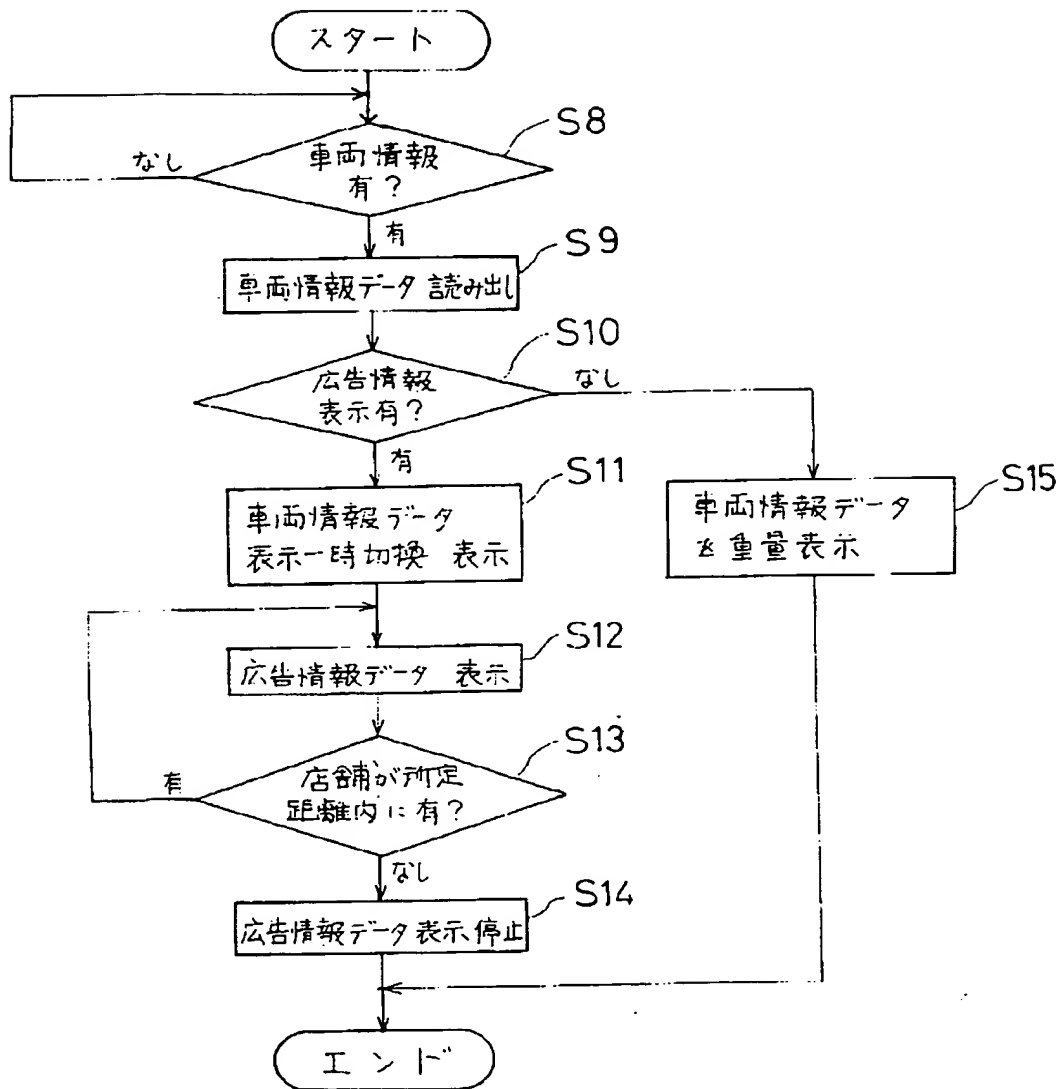 スタート
S8
なし
車両情報
有?
有
S9
車両情報データ 読み出し
S10
広告情報
表示有?
なし
有
S11
車両情報データ
表示一時切換 表示
S15
車両情報データ
を重量表示
S12
広告情報データ 表示
S13
有
店舗が所定
距離内に有?
なし
S14
広告情報データ表示停止
エンド